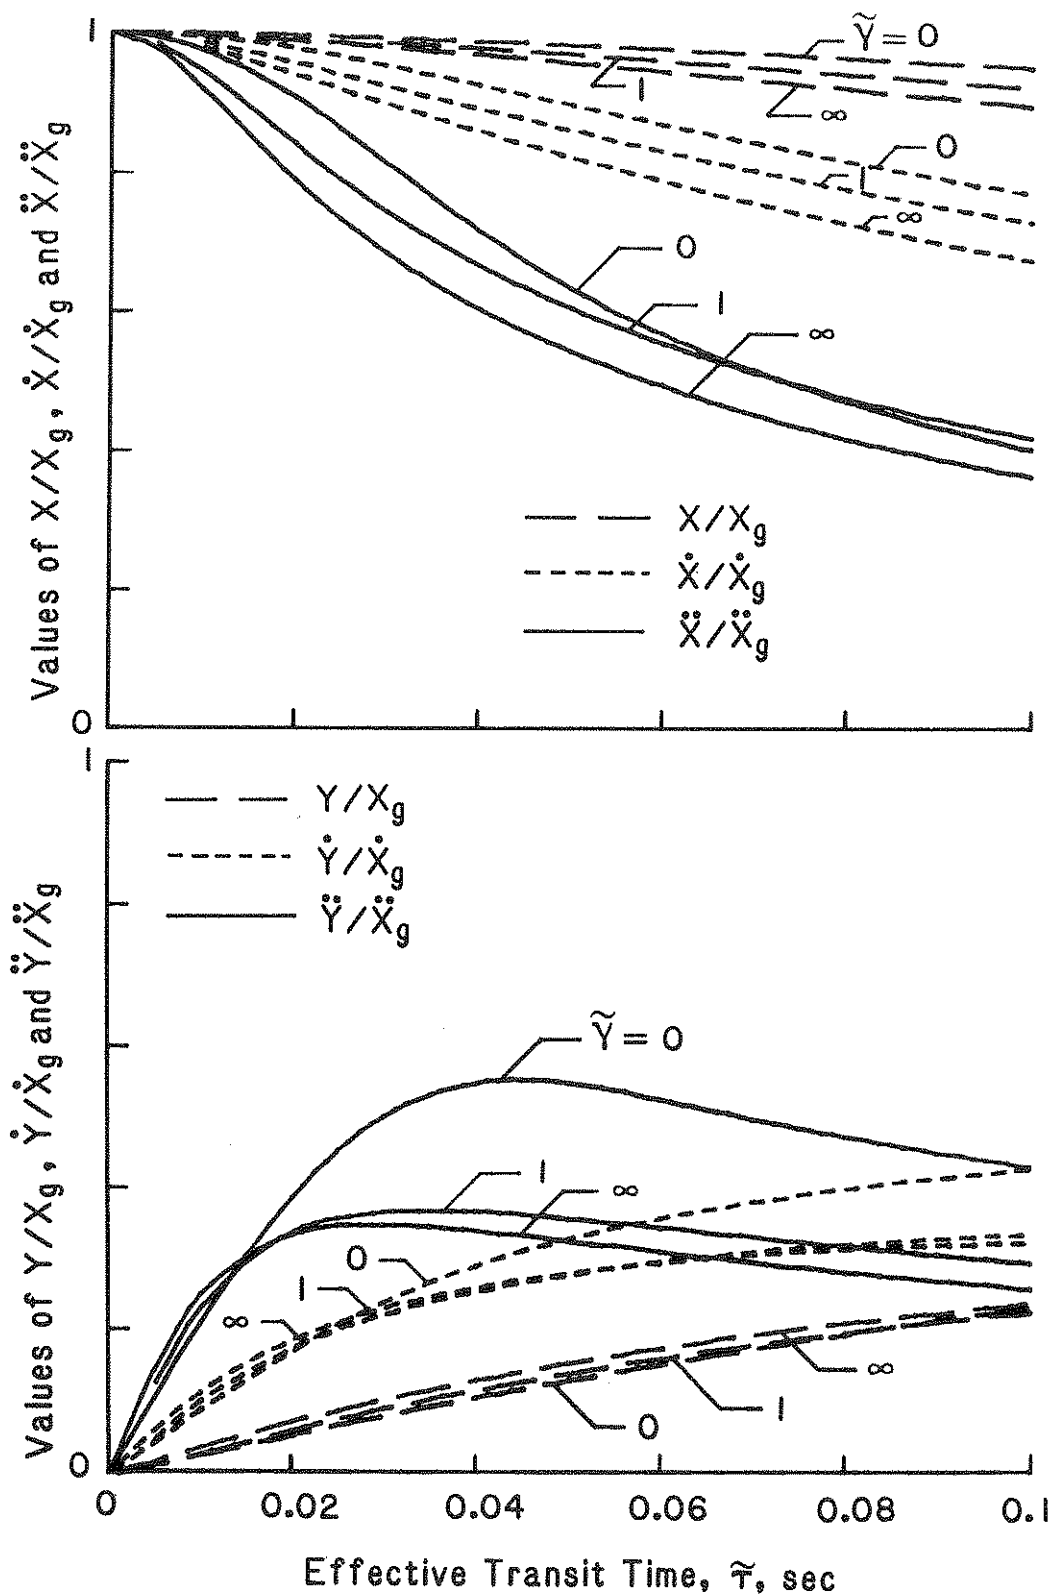 1
0
Values of X/Xg, Ẋ/Ẋg and Ẍ/Ẍg
γ̃ = 0
1
∞
0
1
∞
0
1
∞
X/Xg
Ẋ/Ẋg
Ẍ/Ẍg
1
0
Values of Y/Xg, Ẏ/Ẋg and Ÿ/Ẍg
Y/Xg
Ẏ/Ẋg
Ÿ/Ẍg
γ̃ = 0
1
∞
0
1
∞
∞
1
0
0 0.02 0.04 0.06 0.08 0.1
Effective Transit Time, τ̃, sec